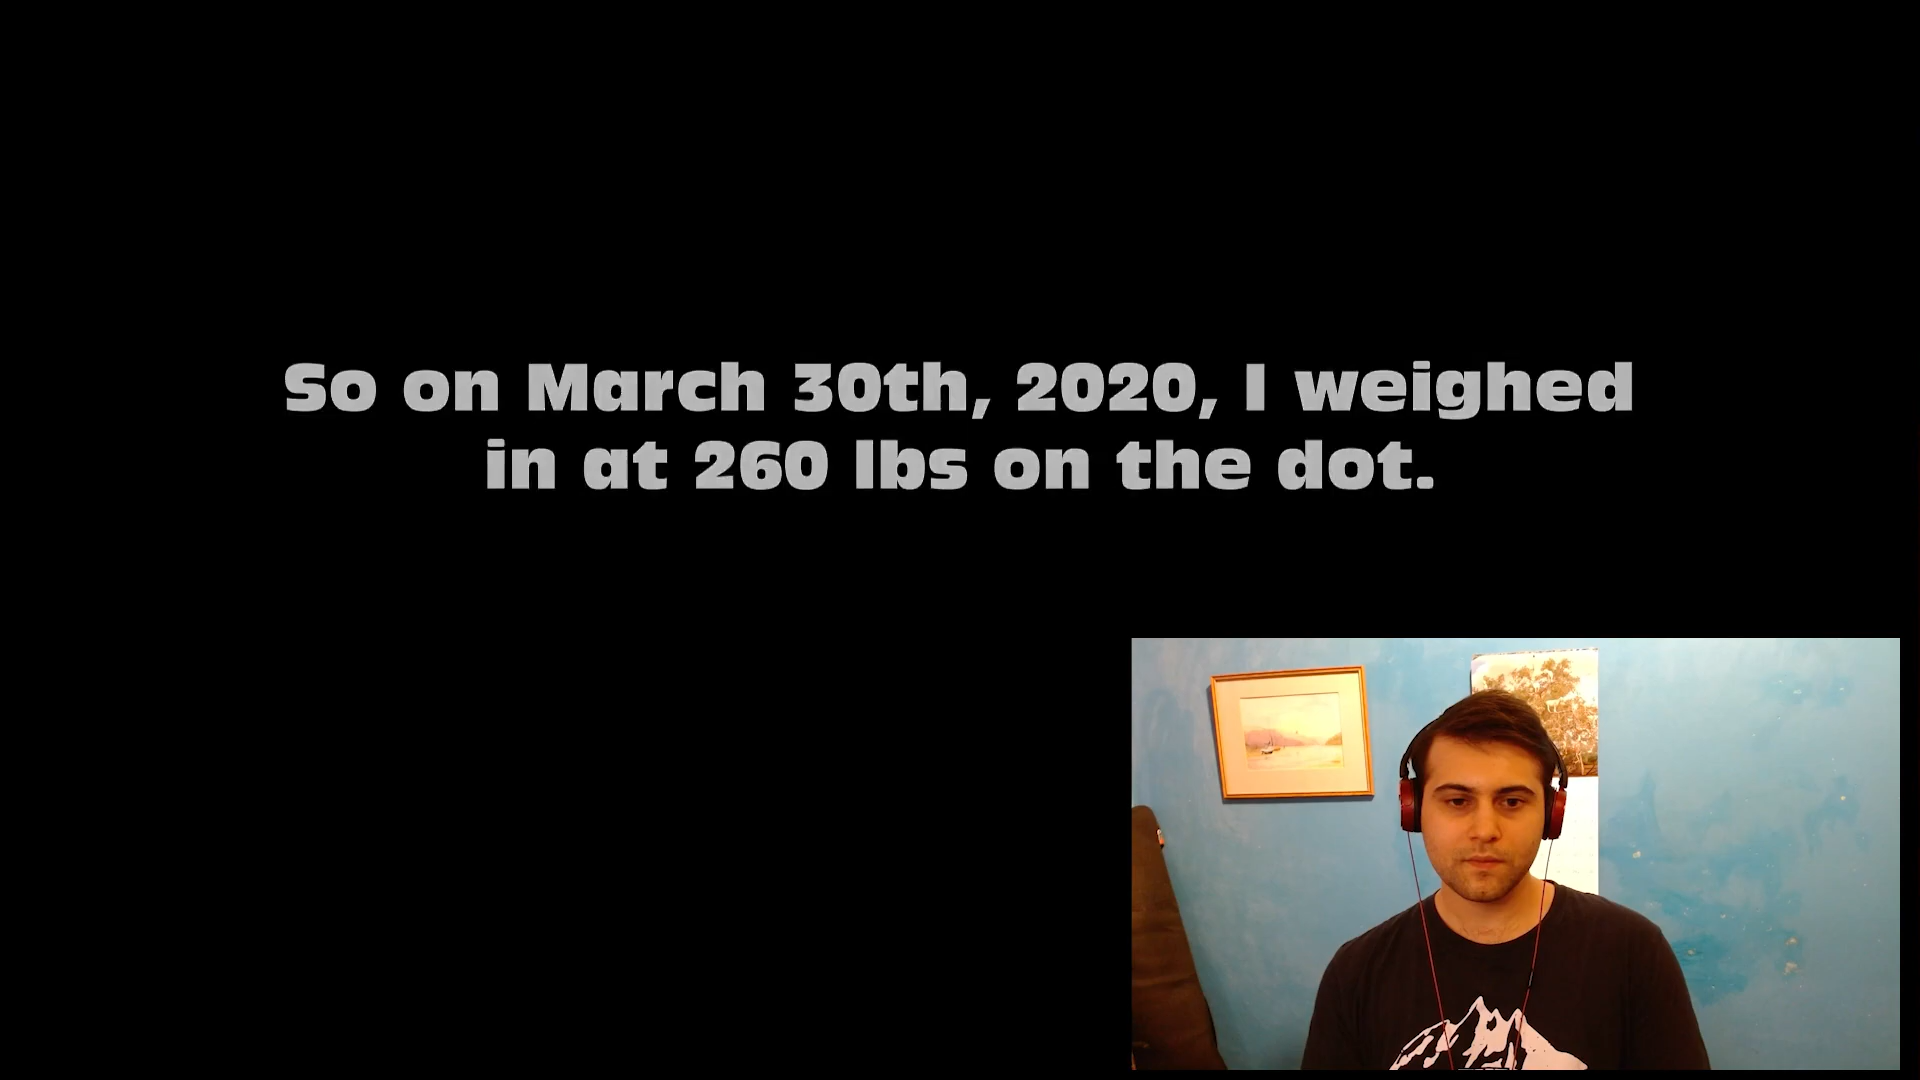 So on March 30th, 2020, I weighed
in at 260 lbs on the dot.